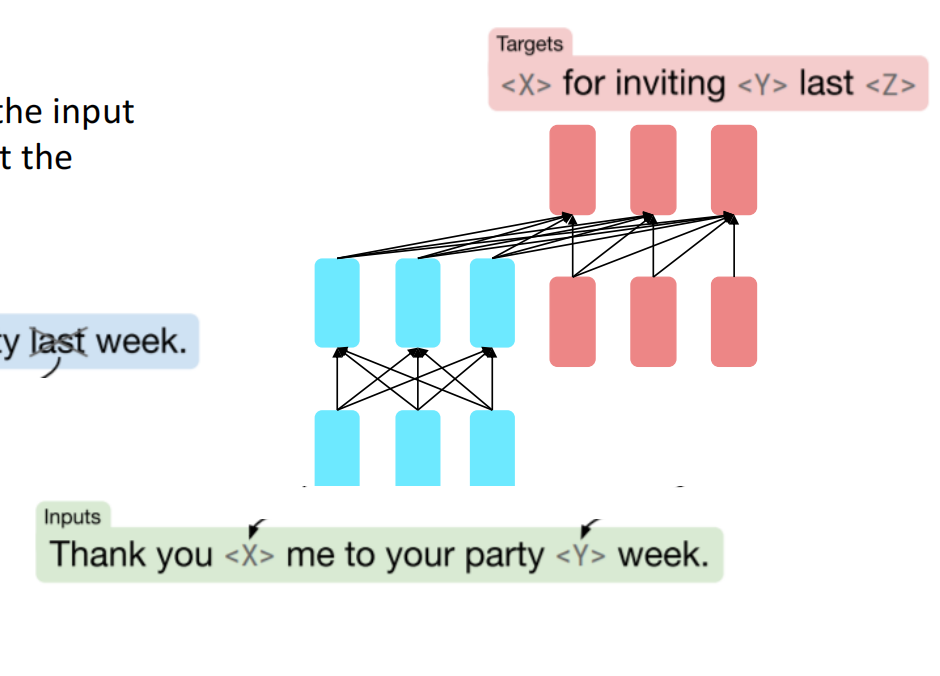 Targets
<X> for inviting <Y> last <Z>
the input
t the
ty last week.
Inputs
Thank you <X> me to your party <Y> week.